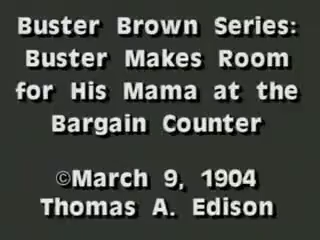 Buster Brown Series:
Buster Makes Room
for His Mama at the
Bargain Counter
©March 9, 1904
Thomas A. Edison